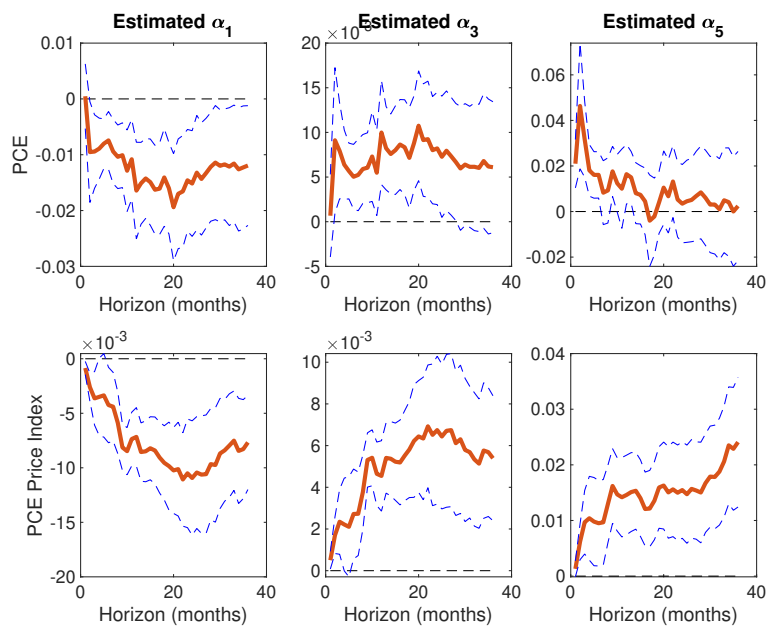 Estimated α1
Estimated α3
Estimated α5
×10-3
PCE
0
-0.01
-0.02
-0.03
20
15
10
5
0
-5
0.06
0.04
0.02
0
-0.02
0 20 40
0 20 40
0 20 40
Horizon (months)
Horizon (months)
Horizon (months)
×10-3
×10-3
PCE Price Index
0
-5
-10
-15
-20
10
8
6
4
2
0
0.04
0.03
0.02
0.01
0
0 20 40
0 20 40
0 20 40
Horizon (months)
Horizon (months)
Horizon (months)